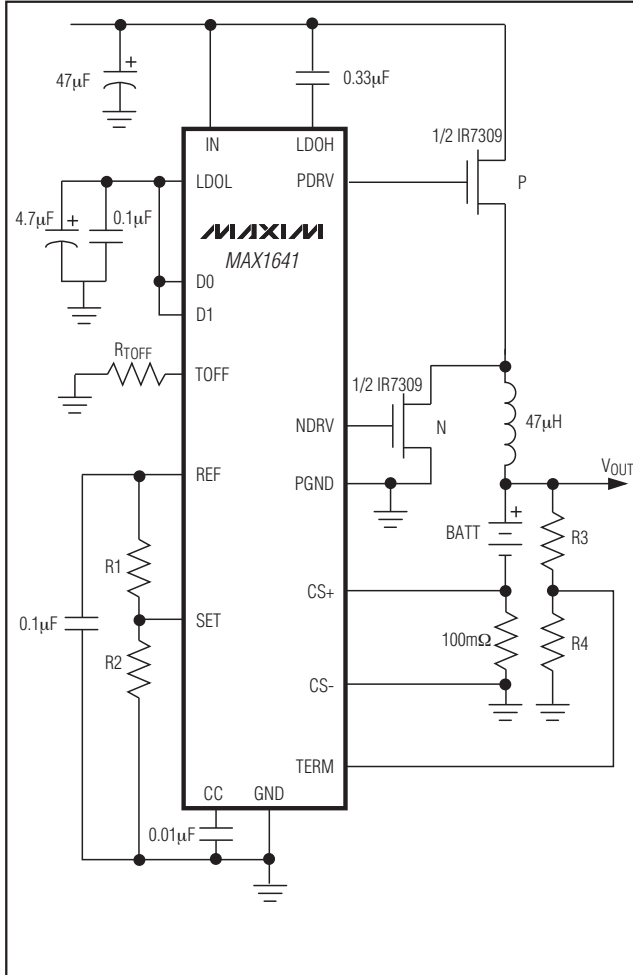 47μF
+
0.33μF
1/2 IR7309
IN
LDOH
LDOL
PDRV
P
4.7μF
+
0.1μF
MAXIM
MAX1641
D0
D1
RTOFF
TOFF
1/2 IR7309
NDRV
N
47μH
VOUT
REF
PGND
+
BATT
R3
R1
CS+
0.1μF
SET
100mΩ
R4
R2
CS-
TERM
CC
GND
0.01μF